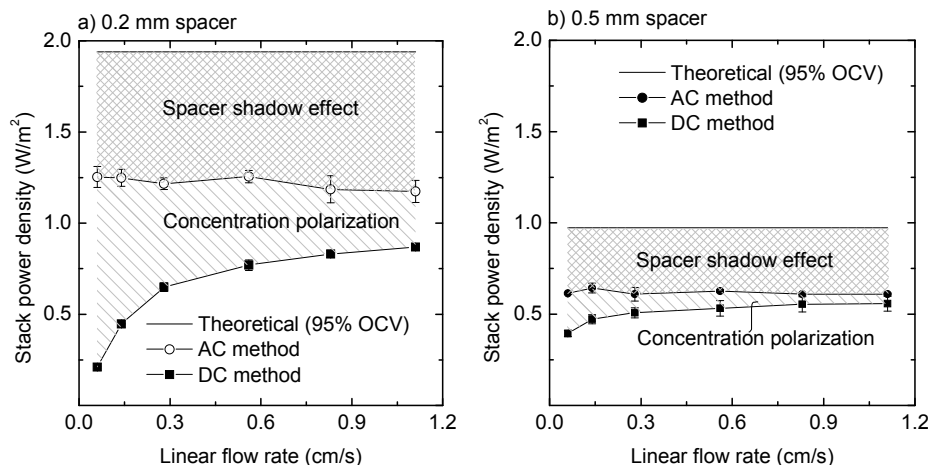 a) 0.2 mm spacer
2.0
1.5
1.0
0.5
0.0
0.3
0.6
0.9
1.2
Stack power density (W/m²)
Linear flow rate (cm/s)
Spacer shadow effect
Concentration polarization
Theoretical (95% OCV)
AC method
DC method
b) 0.5 mm spacer
2.0
1.5
1.0
0.5
0.0
0.3
0.6
0.9
1.2
Stack power density (W/m²)
Linear flow rate (cm/s)
Theoretical (95% OCV)
AC method
DC method
Spacer shadow effect
Concentration polarization